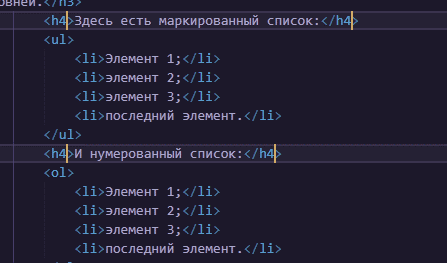 ровней.</h3>
<h4>Здесь есть маркированный список:</h4>
<ul>
<li>Элемент 1;</li>
<li>элемент 2;</li>
<li>элемент 3;</li>
<li>последний элемент.</li>
</ul>
<h4>И нумерованный список:</h4>
<ol>
<li>Элемент 1;</li>
<li>элемент 2;</li>
<li>элемент 3;</li>
<li>последний элемент.</li>